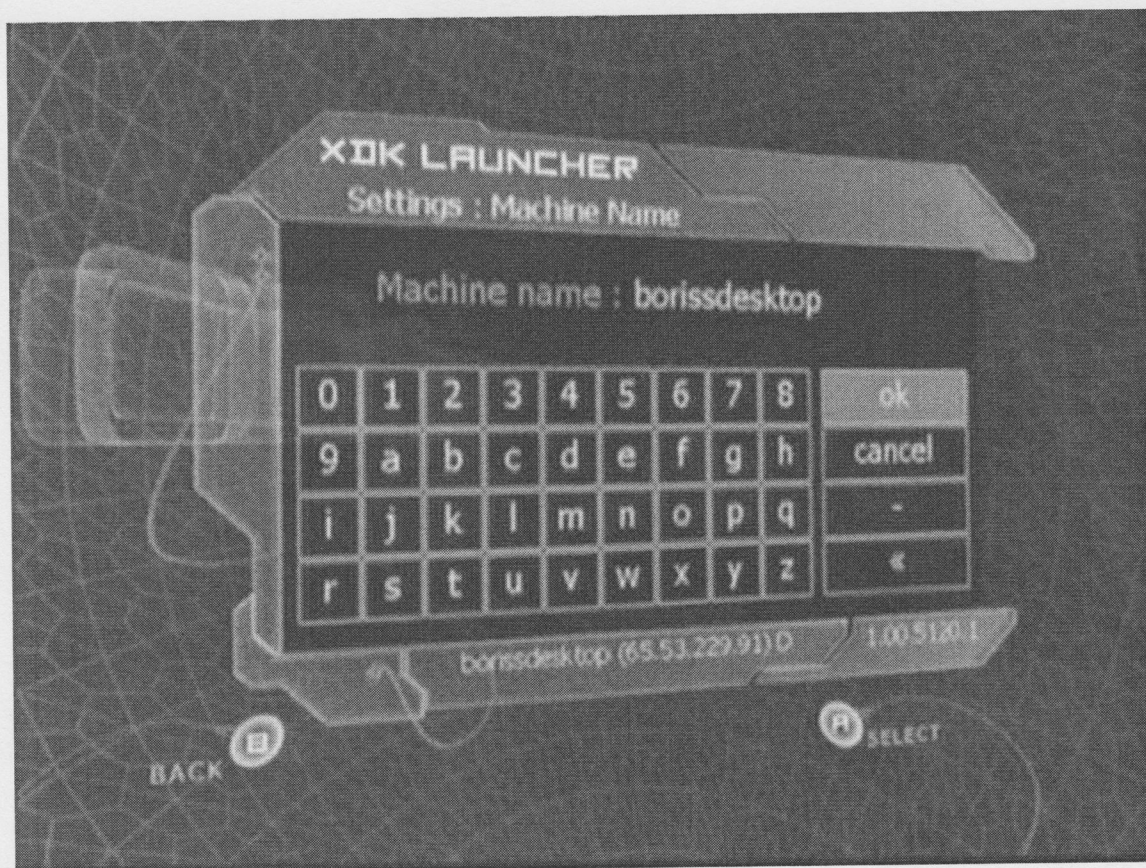 XDK LAUNCHER
Settings : Machine Name
Machine name : borissdesktop
0 1 2 3 4 5 6 7 8 ok
9 a b c d e f g h cancel
i j k l m n o p q -
r s t u v w x y z «
borissdesktop (65.53.229.91) D 1.00.5120.1
B BACK
A SELECT